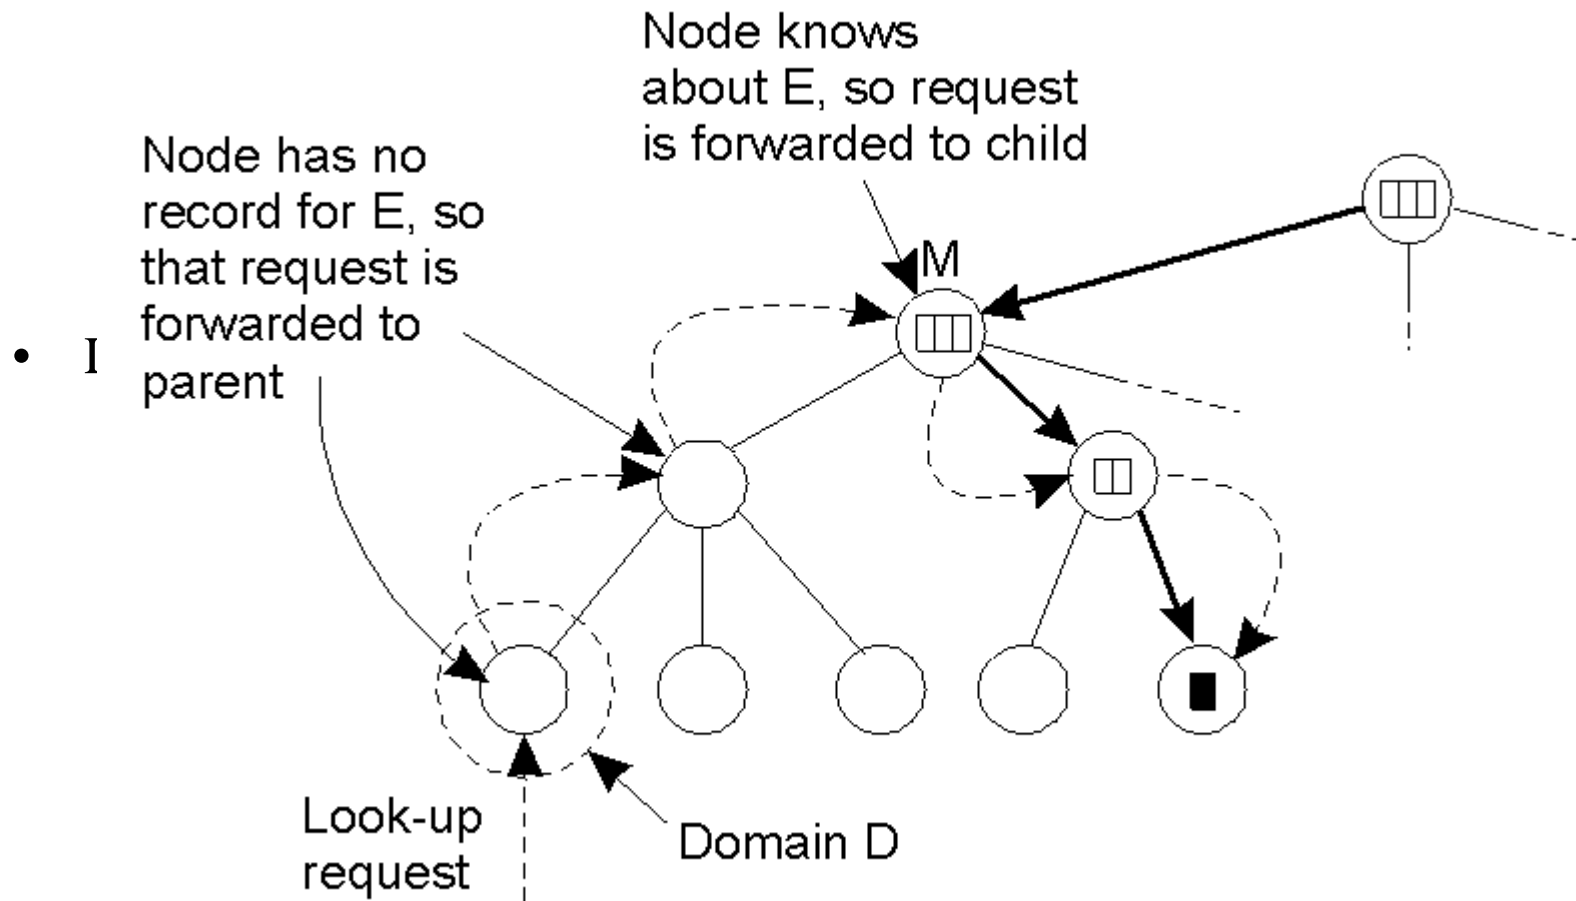 Node knows
about E, so request
is forwarded to child
Node has no
record for E, so
that request is
forwarded to
parent
• I
M
Look-up
request
Domain D